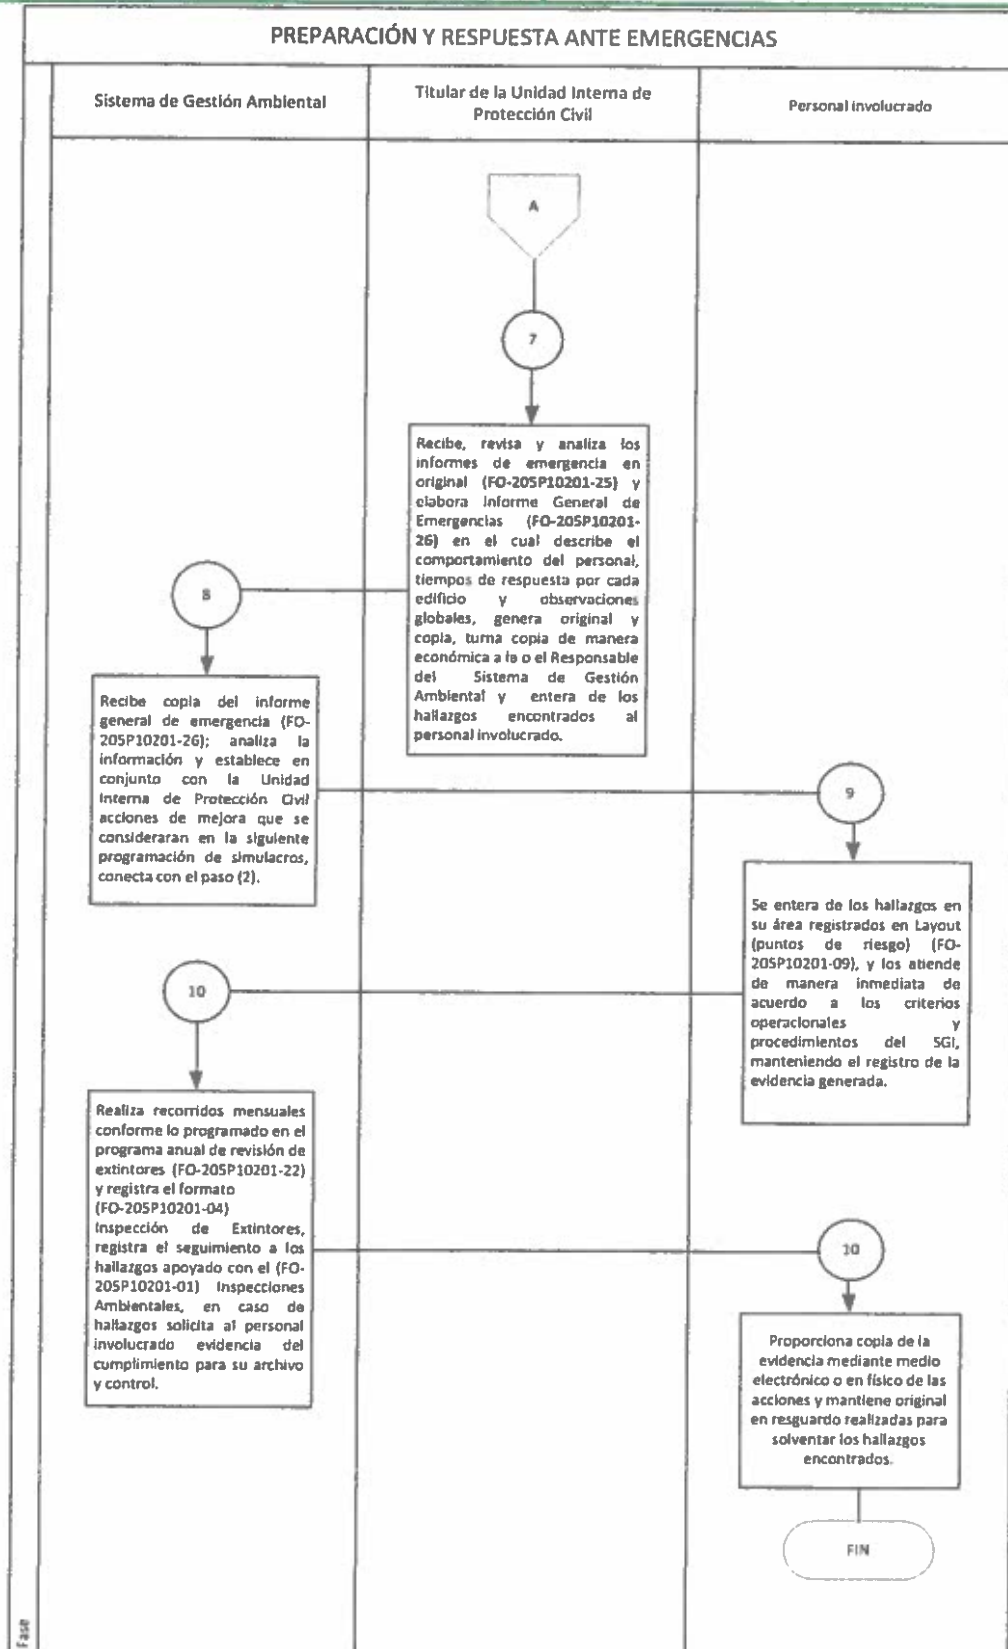 PREPARACIÓN Y RESPUESTA ANTE EMERGENCIAS
Sistema de Gestión Ambiental
Titular de la Unidad Interna de
Protección Civil
Personal involucrado
A
7
Recibe, revisa y analiza los
informes de emergencia en
original (FO-205P10201-25) y
elabora Informe General de
Emergencias (FO-205P10201-
26) en el cual describe el
comportamiento del personal,
tiempos de respuesta por cada
edificio y observaciones
globales, genera original y
copia, turna copia de manera
económica a la o el Responsable
del Sistema de Gestión
Ambiental y entera de los
hallazgos encontrados al
personal involucrado.
8
Recibe copia del informe
general de emergencia (FO-
205P10201-26); analiza la
información y establece en
conjunto con la Unidad
Interna de Protección Civil
acciones de mejora que se
consideraran en la siguiente
programación de simulacros,
conecta con el paso (2).
9
Se entera de los hallazgos en
su área registrados en Layout
(puntos de riesgo) (FO-
205P10201-09), y los atiende
de manera inmediata de
acuerdo a los criterios
operacionales y
procedimientos del SGI,
manteniendo el registro de la
evidencia generada.
10
Realiza recorridos mensuales
conforme lo programado en el
programa anual de revisión de
extintores (FO-205P10201-22)
y registra el formato
(FO-205P10201-04)
Inspección de Extintores,
registra el seguimiento a los
hallazgos apoyado con el (FO-
205P10201-01) Inspecciones
Ambientales, en caso de
hallazgos solicita al personal
involucrado evidencia del
cumplimiento para su archivo
y control.
10
Proporciona copia de la
evidencia mediante medio
electrónico o en físico de las
acciones y mantiene original
en resguardo realizadas para
solventar los hallazgos
encontrados.
FIN
Fase